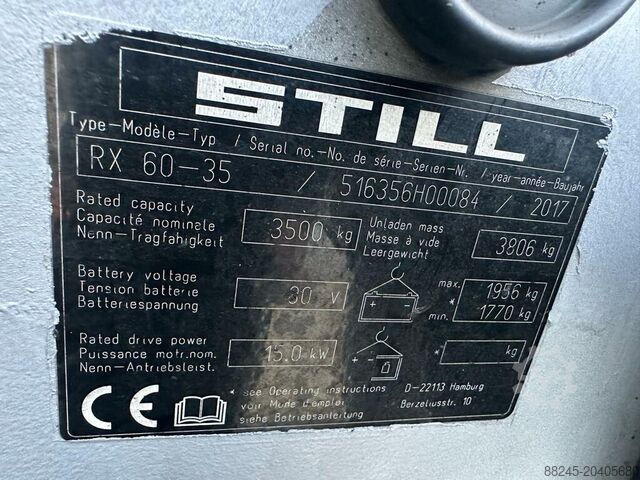 STILL
Type-Modèle-Typ / Serial no.-No. de série-Serien-Nr. / year-année-Baujahr
RX 60-35 / 516356H00084 / 2017
Rated capacity
Capacité nominale
Nenn-Tragfähigkeit
3500 kg
Unladen mass
Masse à vide
Leergewicht
3806 kg
Battery voltage
Tension batterie
Batteriespannung
80 V
max. 1956 kg
*
min. 1770 kg
Rated drive power
Puissance motr.nom.
Nenn-Antriebsleist.
15.0 kW
* kg
CE
* see Operating instructions
voir Mode d'emploi
siehe Betriebsanleitung
D-22113 Hamburg
Berzeliusstr. 10